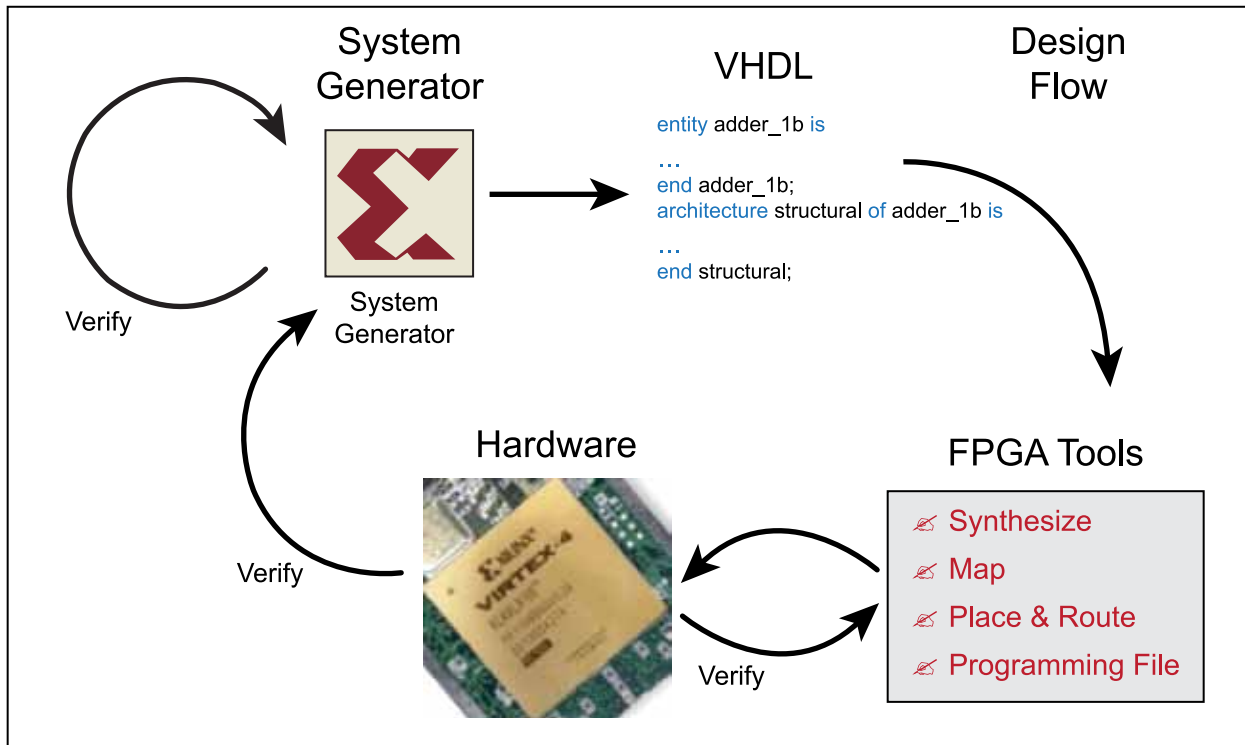 System
Generator
VHDL
Design
Flow
entity adder_1b is
...
end adder_1b;
architecture structural of adder_1b is
...
end structural;
System
Generator
Verify
Verify
Hardware
XILINX
VIRTEX-4
Verify
FPGA Tools
Synthesize
Map
Place & Route
Programming File